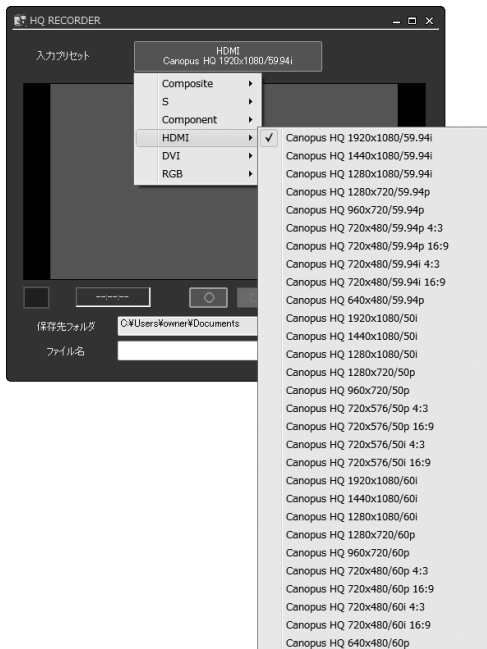 HQ RECORDER
入力プリセット
HDMI
Canopus HQ 1920x1080/59.94i
Composite
S
Component
HDMI
DVI
RGB
Canopus HQ 1920x1080/59.94i
Canopus HQ 1440x1080/59.94i
Canopus HQ 1280x1080/59.94i
Canopus HQ 1280x720/59.94p
Canopus HQ 960x720/59.94p
Canopus HQ 720x480/59.94p 4:3
Canopus HQ 720x480/59.94p 16:9
Canopus HQ 720x480/59.94i 4:3
Canopus HQ 720x480/59.94i 16:9
Canopus HQ 640x480/59.94p
Canopus HQ 1920x1080/50i
Canopus HQ 1440x1080/50i
Canopus HQ 1280x1080/50i
Canopus HQ 1280x720/50p
Canopus HQ 960x720/50p
Canopus HQ 720x576/50p 4:3
Canopus HQ 720x576/50p 16:9
Canopus HQ 720x576/50i 4:3
Canopus HQ 720x576/50i 16:9
Canopus HQ 1920x1080/60i
Canopus HQ 1440x1080/60i
Canopus HQ 1280x1080/60i
Canopus HQ 1280x720/60p
Canopus HQ 960x720/60p
Canopus HQ 720x480/60p 4:3
Canopus HQ 720x480/60p 16:9
Canopus HQ 720x480/60i 4:3
Canopus HQ 720x480/60i 16:9
Canopus HQ 640x480/60p
--:--:--
保存先フォルダ
C:¥Users¥owner¥Documents
ファイル名